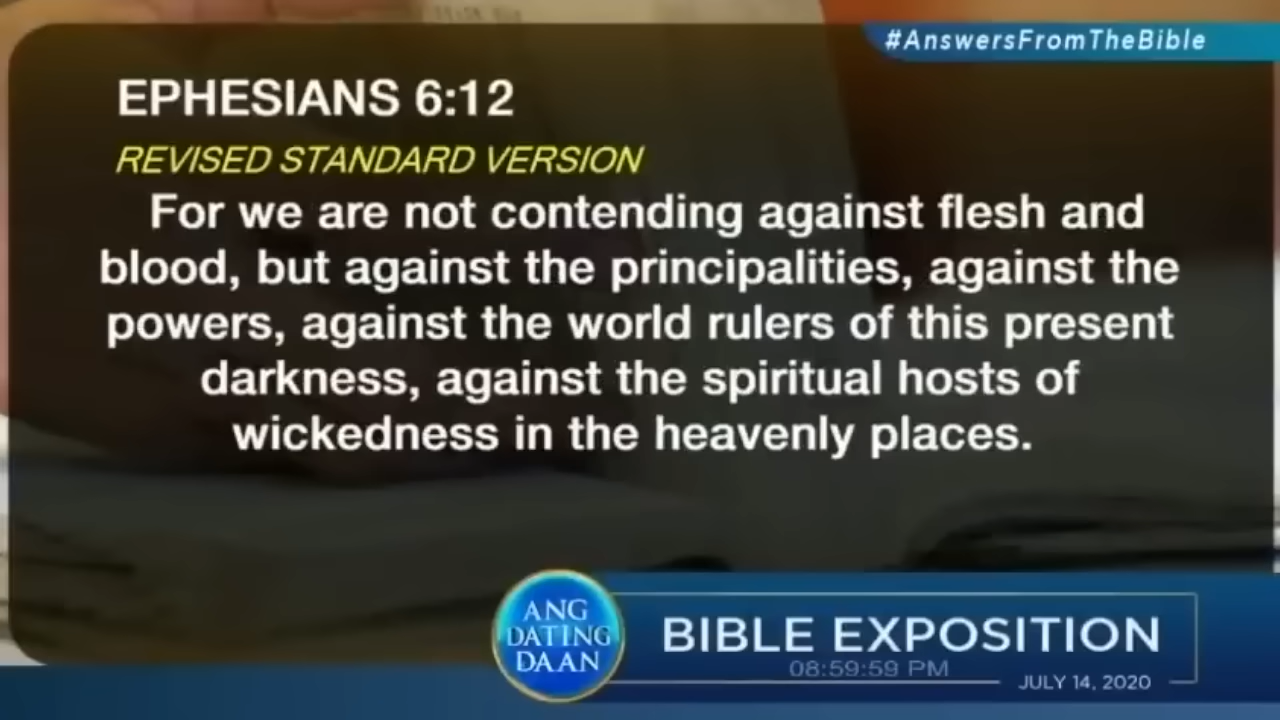 #AnswersFromTheBible
EPHESIANS 6:12
REVISED STANDARD VERSION
For we are not contending against flesh and
blood, but against the principalities, against the
powers, against the world rulers of this present
darkness, against the spiritual hosts of
wickedness in the heavenly places.
ANG
DATING
DAAN
BIBLE EXPOSITION
08:59:59 PM
JULY 14, 2020